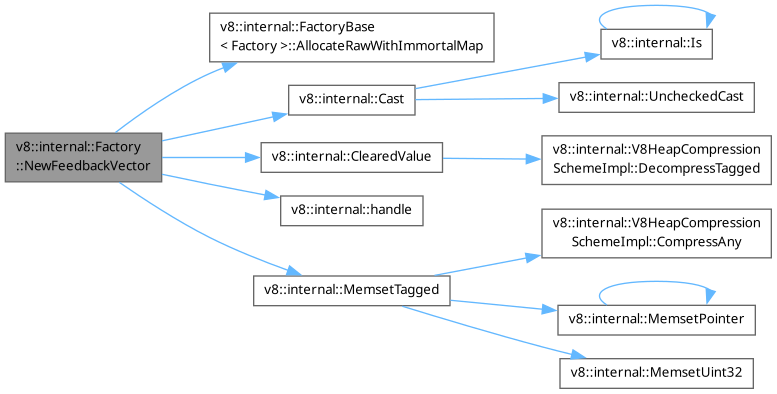 v8::internal::Factory
::NewFeedbackVector
v8::internal::FactoryBase
< Factory >::AllocateRawWithImmortalMap
v8::internal::Cast
v8::internal::Is
v8::internal::UncheckedCast
v8::internal::ClearedValue
v8::internal::V8HeapCompression
SchemeImpl::DecompressTagged
v8::internal::handle
v8::internal::MemsetTagged
v8::internal::V8HeapCompression
SchemeImpl::CompressAny
v8::internal::MemsetPointer
v8::internal::MemsetUint32